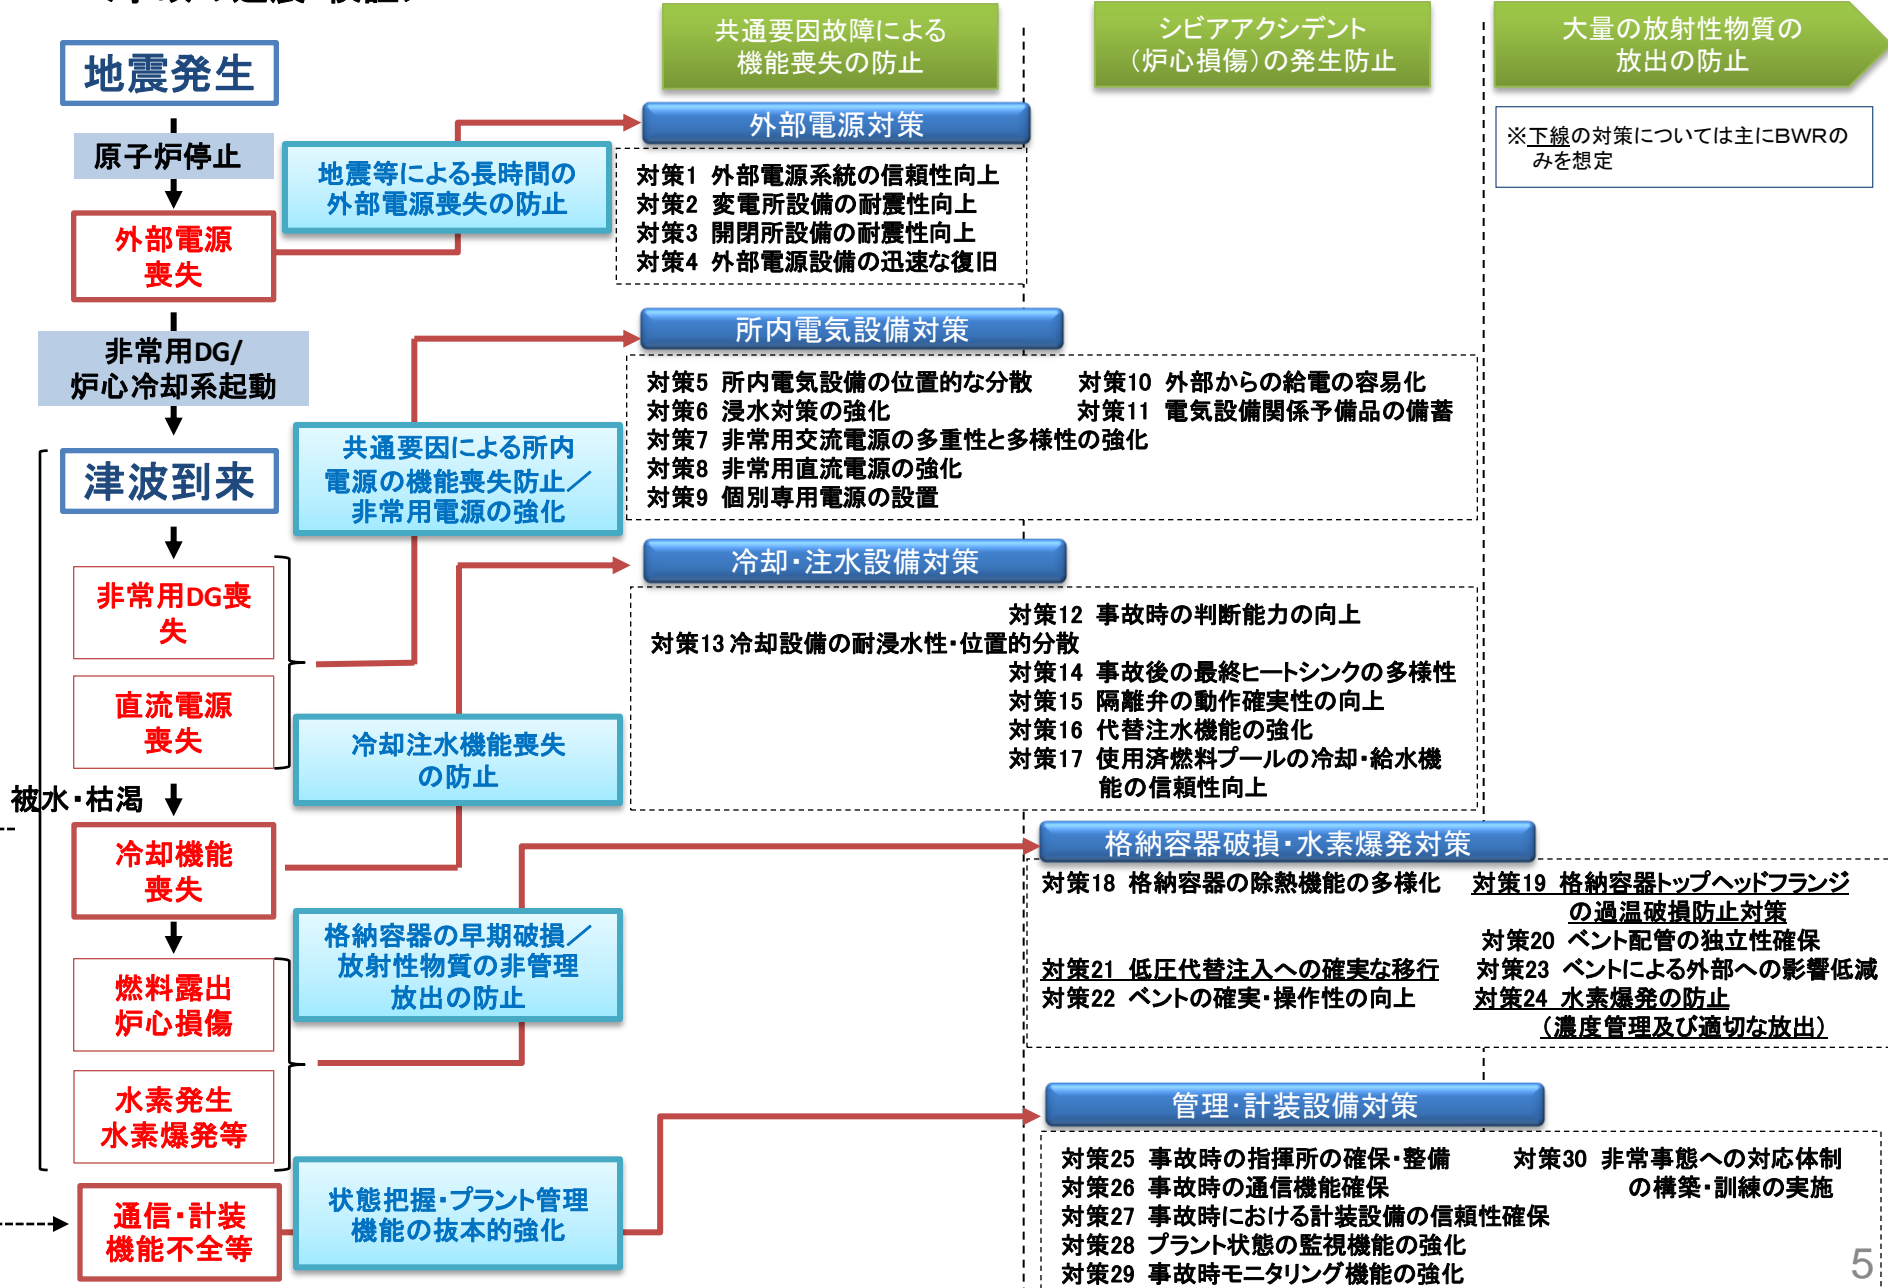 共通要因故障による
機能喪失の防止
シビアアクシデント
(炉心損傷)の発生防止
大量の放射性物質の
放出の防止
※下線の対策については主にBWRの
みを想定
地震発生
原子炉停止
外部電源
喪失
非常用DG/
炉心冷却系起動
津波到来
非常用DG喪
失
直流電源
喪失
被水・枯渇
冷却機能
喪失
燃料露出
炉心損傷
水素発生
水素爆発等
通信・計装
機能不全等
地震等による長時間の
外部電源喪失の防止
共通要因による所内
電源の機能喪失防止／
非常用電源の強化
冷却注水機能喪失
の防止
格納容器の早期破損／
放射性物質の非管理
放出の防止
状態把握・プラント管理
機能の抜本的強化
外部電源対策
対策1 外部電源系統の信頼性向上
対策2 変電所設備の耐震性向上
対策3 開閉所設備の耐震性向上
対策4 外部電源設備の迅速な復旧
所内電気設備対策
対策5 所内電気設備の位置的な分散
対策10 外部からの給電の容易化
対策6 浸水対策の強化
対策11 電気設備関係予備品の備蓄
対策7 非常用交流電源の多重性と多様性の強化
対策8 非常用直流電源の強化
対策9 個別専用電源の設置
冷却・注水設備対策
対策12 事故時の判断能力の向上
対策13 冷却設備の耐浸水性・位置的分散
対策14 事故後の最終ヒートシンクの多様性
対策15 隔離弁の動作確実性の向上
対策16 代替注水機能の強化
対策17 使用済燃料プールの冷却・給水機
能の信頼性向上
格納容器破損・水素爆発対策
対策18 格納容器の除熱機能の多様化
対策19 格納容器トップヘッドフランジ
の過温破損防止対策
対策20 ベント配管の独立性確保
対策21 低圧代替注入への確実な移行
対策23 ベントによる外部への影響低減
対策22 ベントの確実・操作性の向上
対策24 水素爆発の防止
(濃度管理及び適切な放出)
管理・計装設備対策
対策25 事故時の指揮所の確保・整備
対策30 非常事態への対応体制
の構築・訓練の実施
対策26 事故時の通信機能確保
対策27 事故時における計装設備の信頼性確保
対策28 プラント状態の監視機能の強化
対策29 事故時モニタリング機能の強化
5